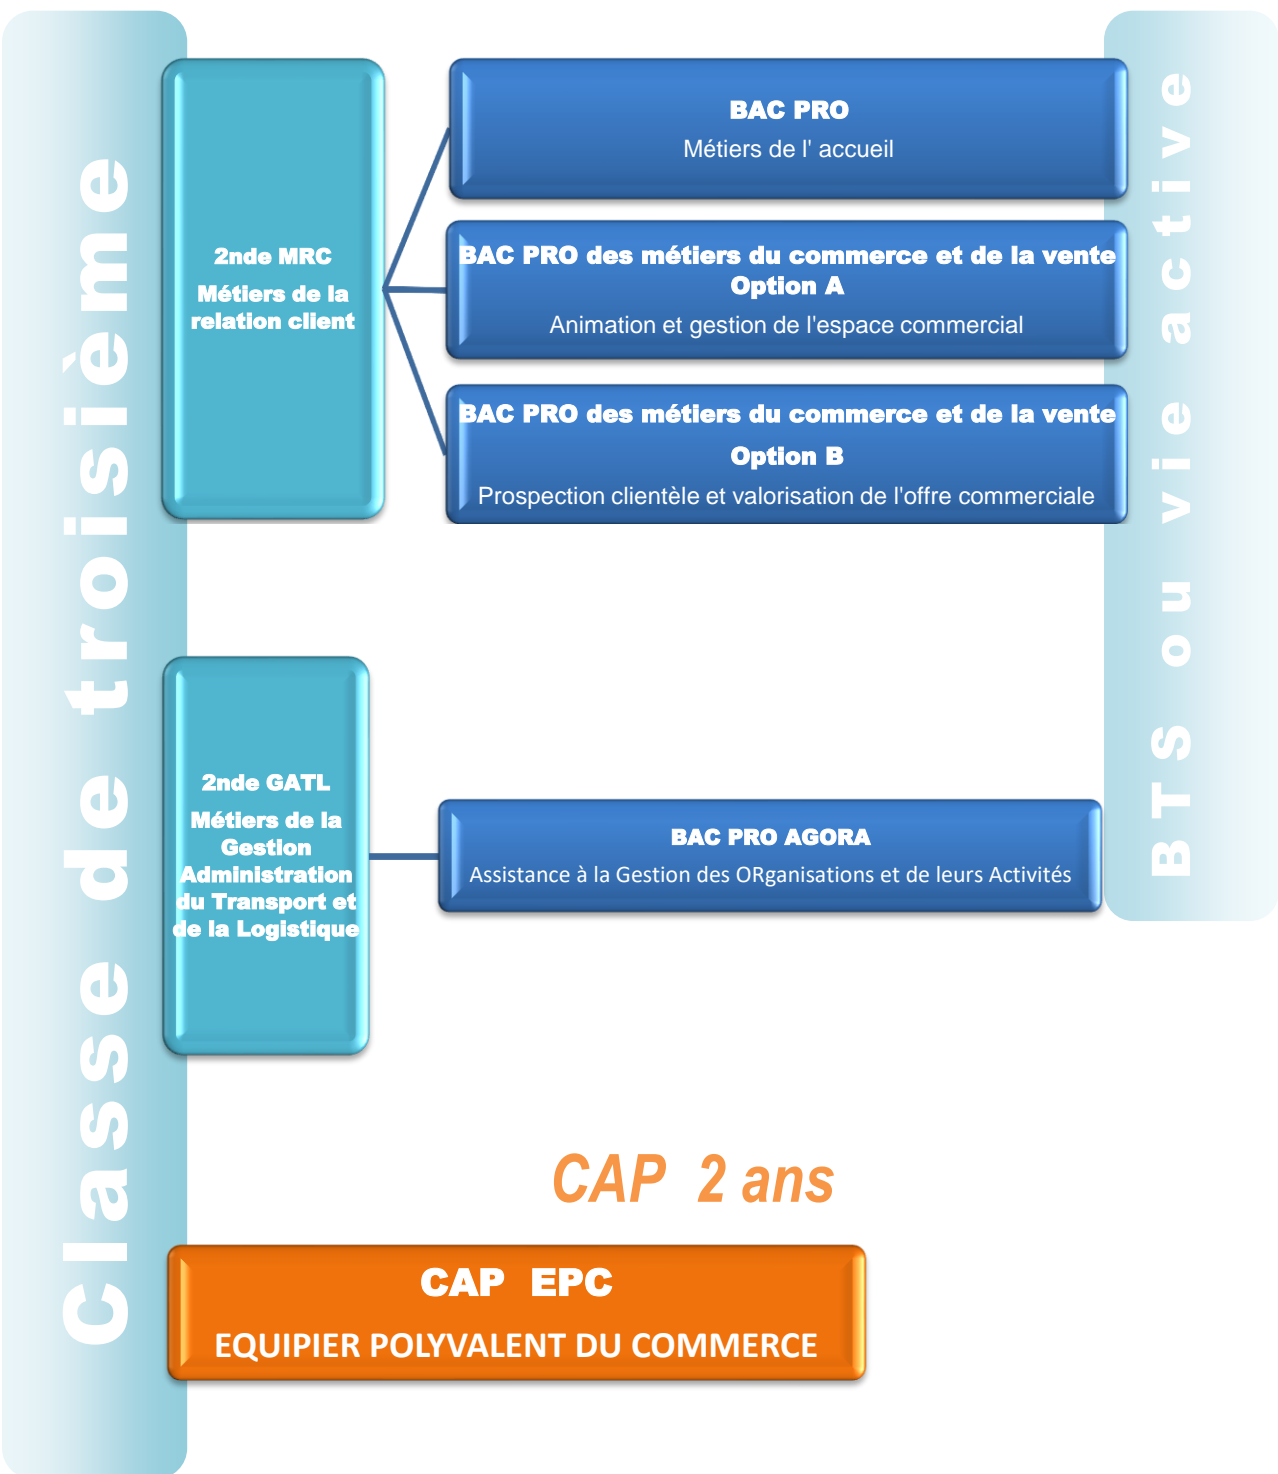 Classe de troisième
2nde MRC
Métiers de la
relation client
BAC PRO
Métiers de l' accueil
BAC PRO des métiers du commerce et de la vente
Option A
Animation et gestion de l'espace commercial
BAC PRO des métiers du commerce et de la vente
Option B
Prospection clientèle et valorisation de l'offre commerciale
BTS ou vie active
2nde GATL
Métiers de la
Gestion
Administration
du Transport et
de la Logistique
BAC PRO AGORA
Assistance à la Gestion des ORganisations et de leurs Activités
CAP 2 ans
CAP EPC
EQUIPIER POLYVALENT DU COMMERCE